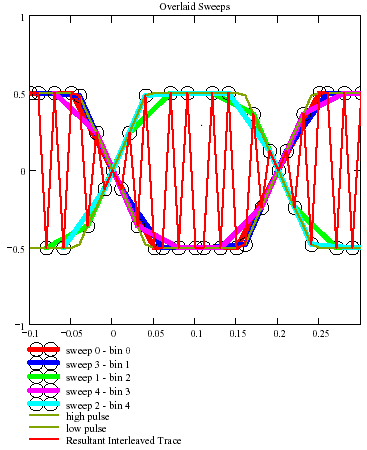 Overlaid Sweeps
1
0.5
0
−0.5
−1
−0.1
−0.05
0
0.05
0.1
0.15
0.2
0.25
sweep 0 - bin 0
sweep 3 - bin 1
sweep 1 - bin 2
sweep 4 - bin 3
sweep 2 - bin 4
high pulse
low pulse
Resultant Interleaved Trace